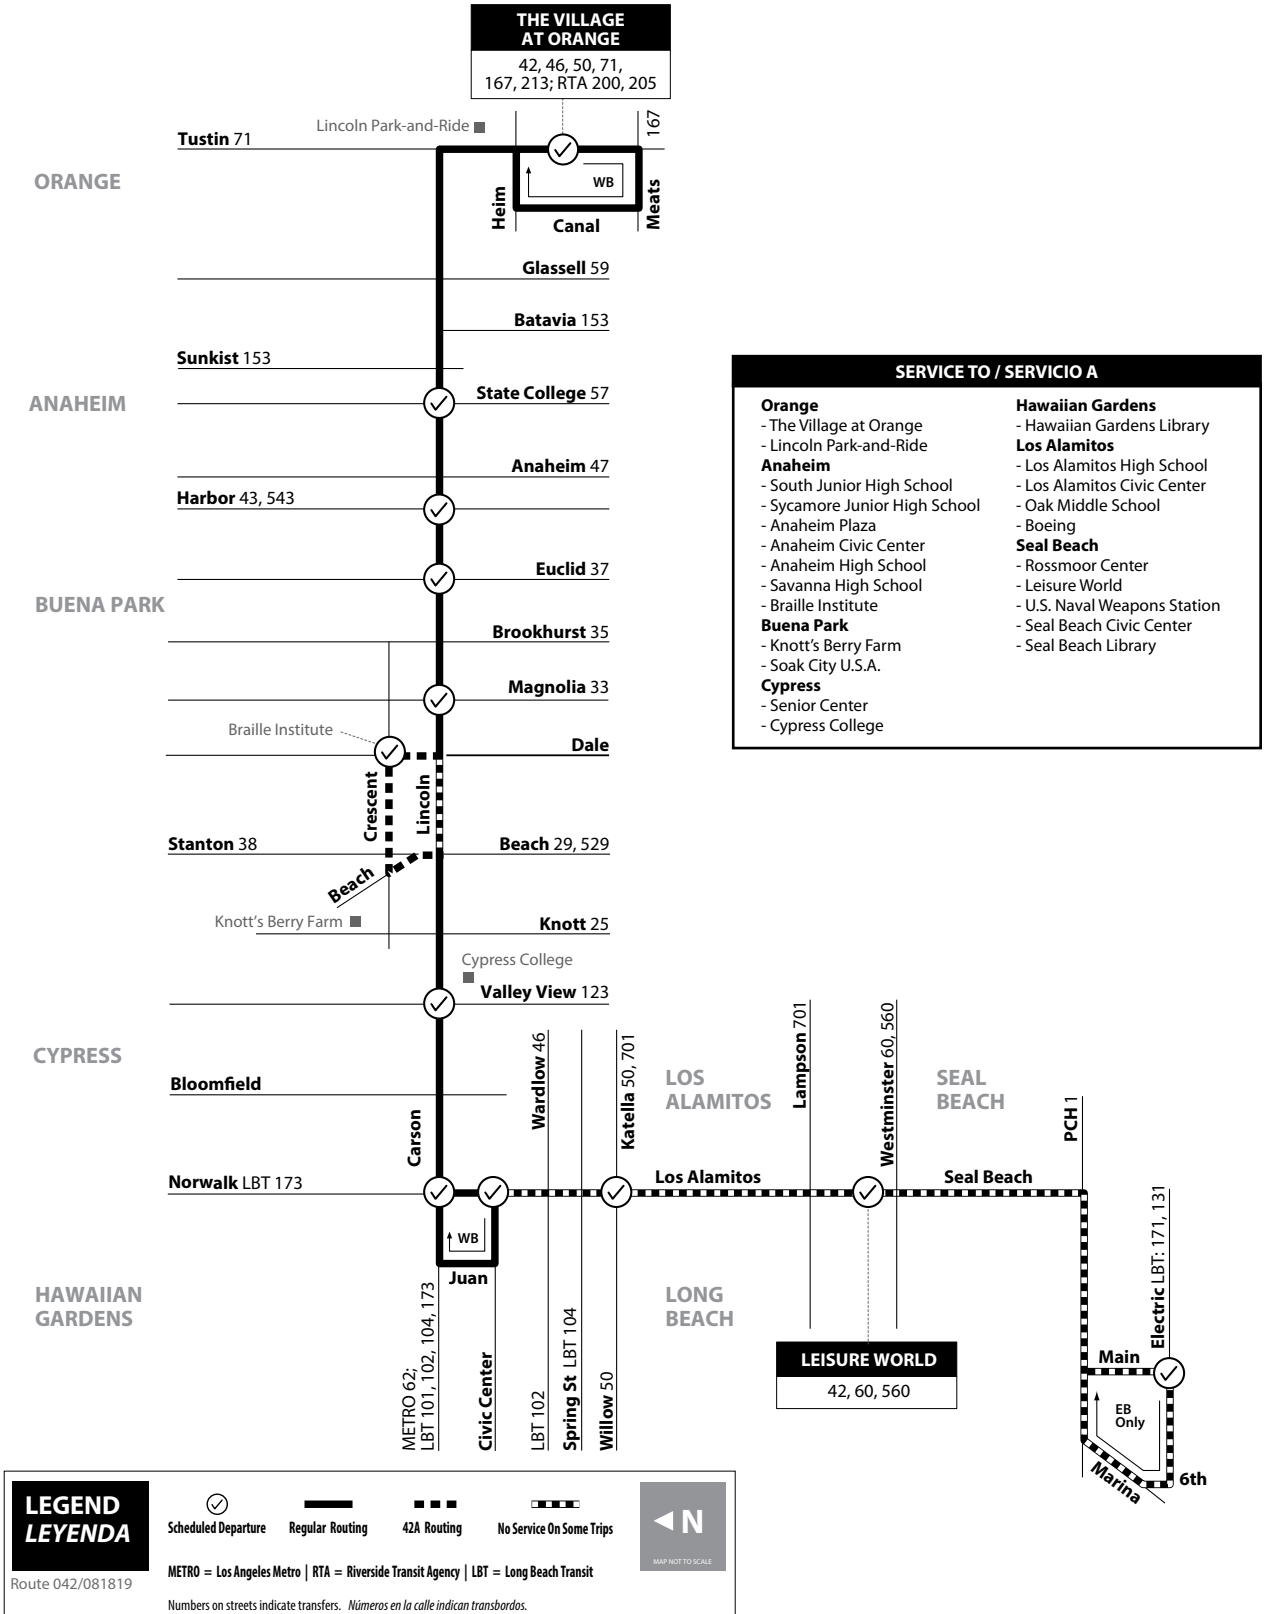 THE VILLAGE
AT ORANGE
42, 46, 50, 71,
167, 213; RTA 200, 205
Lincoln Park-and-Ride
167
Tustin 71
ORANGE
WB
Heim
Meats
Canal
Glassell 59
Batavia 153
Sunkist 153
ANAHEIM
State College 57
Anaheim 47
Harbor 43, 543
Euclid 37
BUENA PARK
Brookhurst 35
Magnolia 33
Braille Institute
Dale
Crescent
Lincoln
Stanton 38
Beach 29, 529
Beach
Knott's Berry Farm
Knott 25
Cypress College
Valley View 123
SERVICE TO / SERVICIO A
Orange
- The Village at Orange
- Lincoln Park-and-Ride
Anaheim
- South Junior High School
- Sycamore Junior High School
- Anaheim Plaza
- Anaheim Civic Center
- Anaheim High School
- Savanna High School
- Braille Institute
Buena Park
- Knott's Berry Farm
- Soak City U.S.A.
Cypress
- Senior Center
- Cypress College
Hawaiian Gardens
- Hawaiian Gardens Library
Los Alamitos
- Los Alamitos High School
- Los Alamitos Civic Center
- Oak Middle School
- Boeing
Seal Beach
- Rossmoor Center
- Leisure World
- U.S. Naval Weapons Station
- Seal Beach Civic Center
- Seal Beach Library
CYPRESS
Bloomfield
Carson
Wardlow 46
Katella 50, 701
LOS
ALAMITOS
Lampson 701
Westminster 60, 560
SEAL
BEACH
PCH 1
Norwalk LBT 173
Los Alamitos
Seal Beach
WB
Juan
HAWAIIAN
GARDENS
METRO 62;
LBT 101, 102, 104, 173
Civic Center
LBT 102
Spring St LBT 104
Willow 50
LONG
BEACH
LEISURE WORLD
42, 60, 560
Electric LBT: 171, 131
Main
EB
Only
Marina
6th
LEGEND
LEYENDA
Route 042/081819
Scheduled Departure
Regular Routing
42A Routing
No Service On Some Trips
METRO = Los Angeles Metro | RTA = Riverside Transit Agency | LBT = Long Beach Transit
Numbers on streets indicate transfers. Números en la calle indican transbordos.
N
MAP NOT TO SCALE